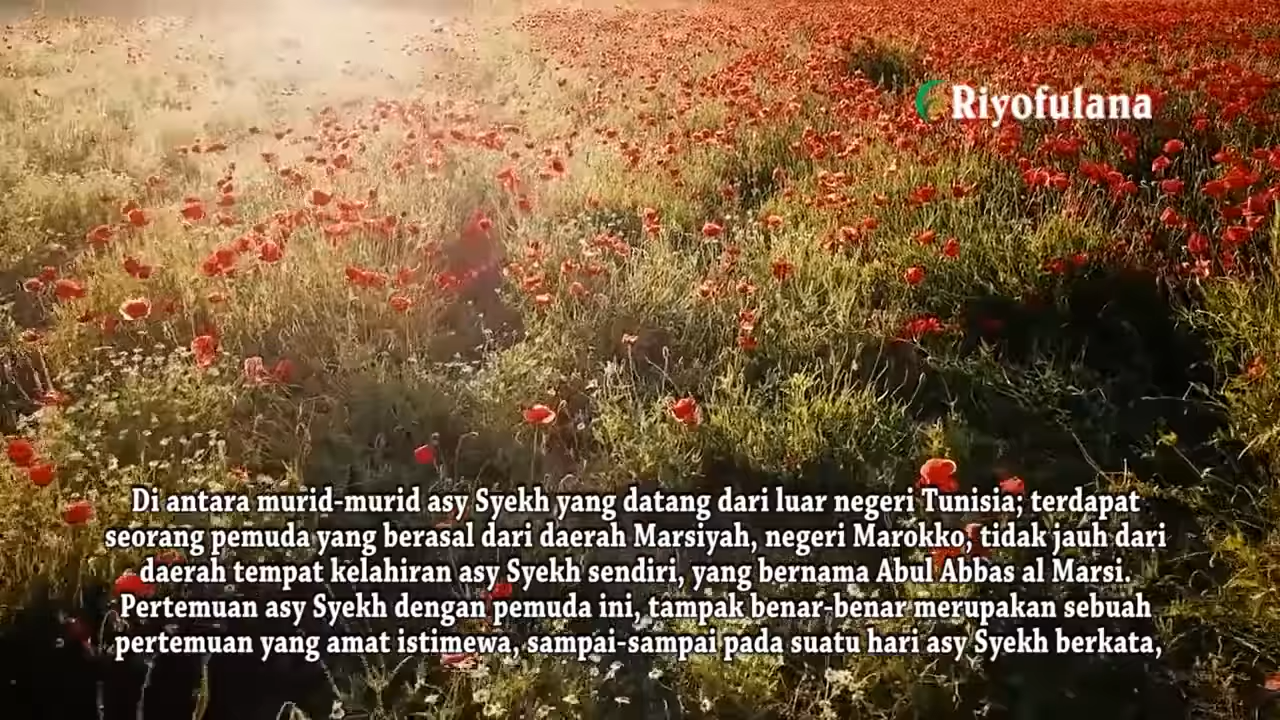 Riyofulana
Di antara murid-murid asy Syekh yang datang dari luar negeri Tunisia; terdapat
seorang pemuda yang berasal dari daerah Marsiyah, negeri Marokko, tidak jauh dari
daerah tempat kelahiran asy Syekh sendiri, yang bernama Abul Abbas al Marsi.
Pertemuan asy Syekh dengan pemuda ini, tampak benar-benar merupakan sebuah
pertemuan yang amat istimewa, sampai-sampai pada suatu hari asy Syekh berkata,